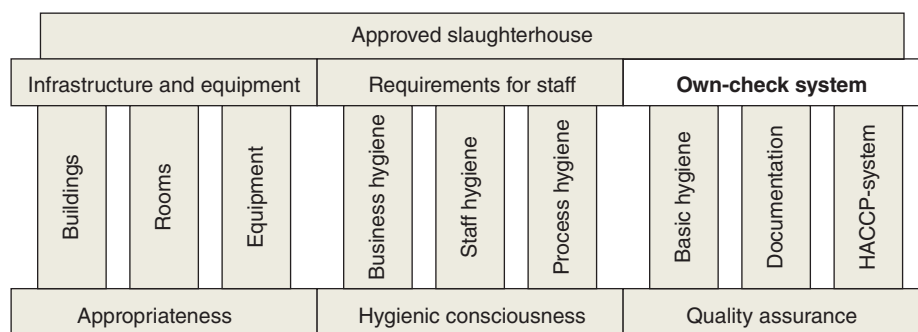 Approved slaughterhouse
Infrastructure and equipment
Requirements for staff
Own-check system
Buildings
Rooms
Equipment
Business hygiene
Staff hygiene
Process hygiene
Basic hygiene
Documentation
HACCP-system
Appropriateness
Hygienic consciousness
Quality assurance